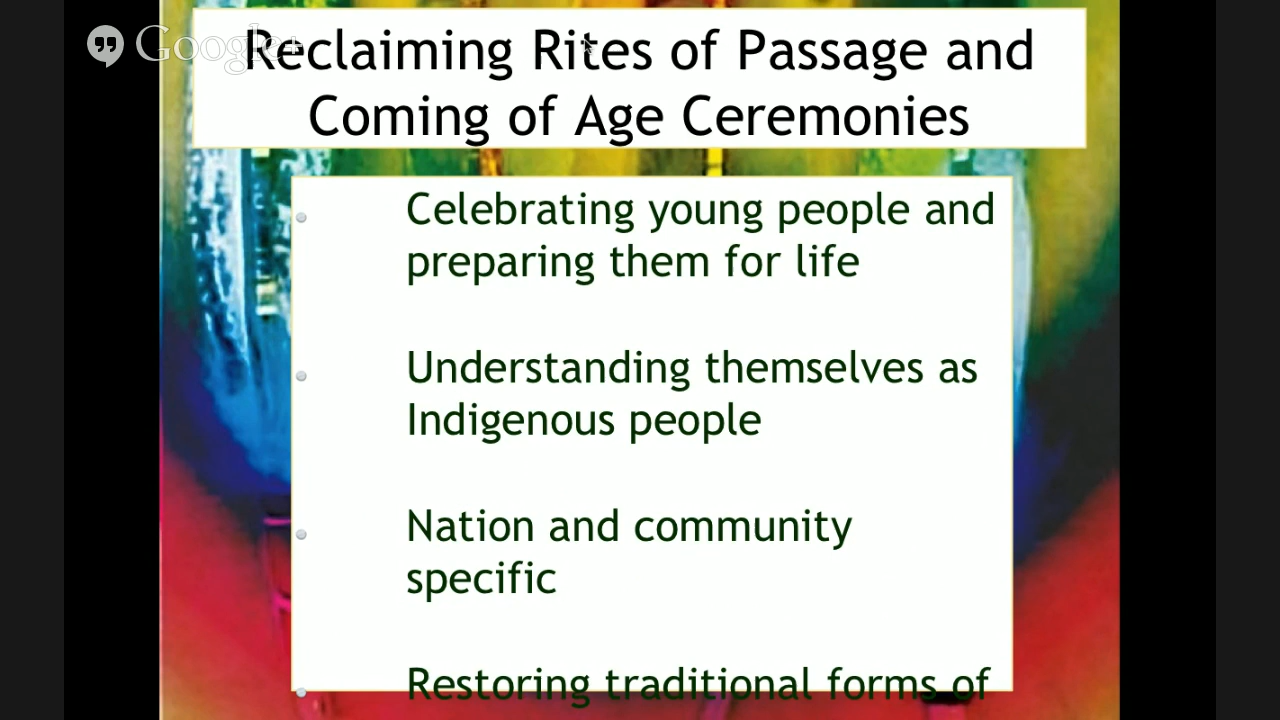 Google+
Reclaiming Rites of Passage and
Coming of Age Ceremonies
Celebrating young people and
preparing them for life
Understanding themselves as
Indigenous people
Nation and community
specific
Restoring traditional forms of